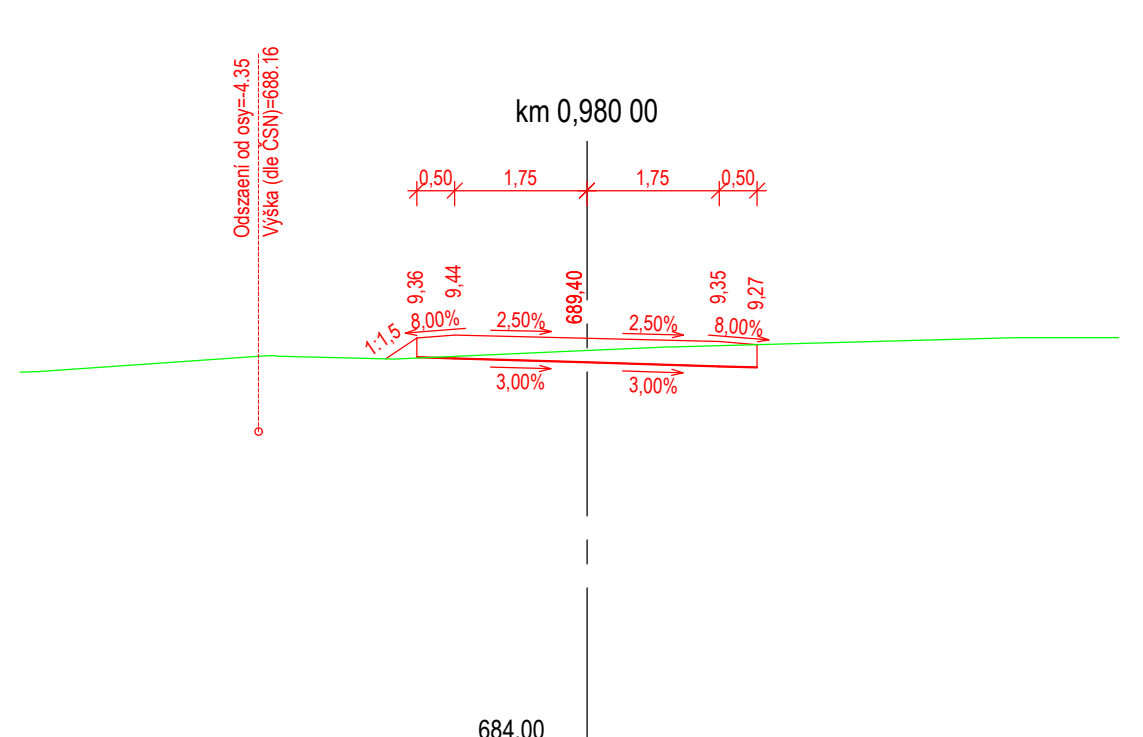 Odszaení od osy=-4.35
Výška (dle ČSN)=688.16
km 0,980 00
0,50 1,75 1,75 0,50
9,36 9,44 689,40 9,35 9,27
1:1,5 8,00% 2,50% 2,50% 8,00%
3,00% 3,00%
684,00